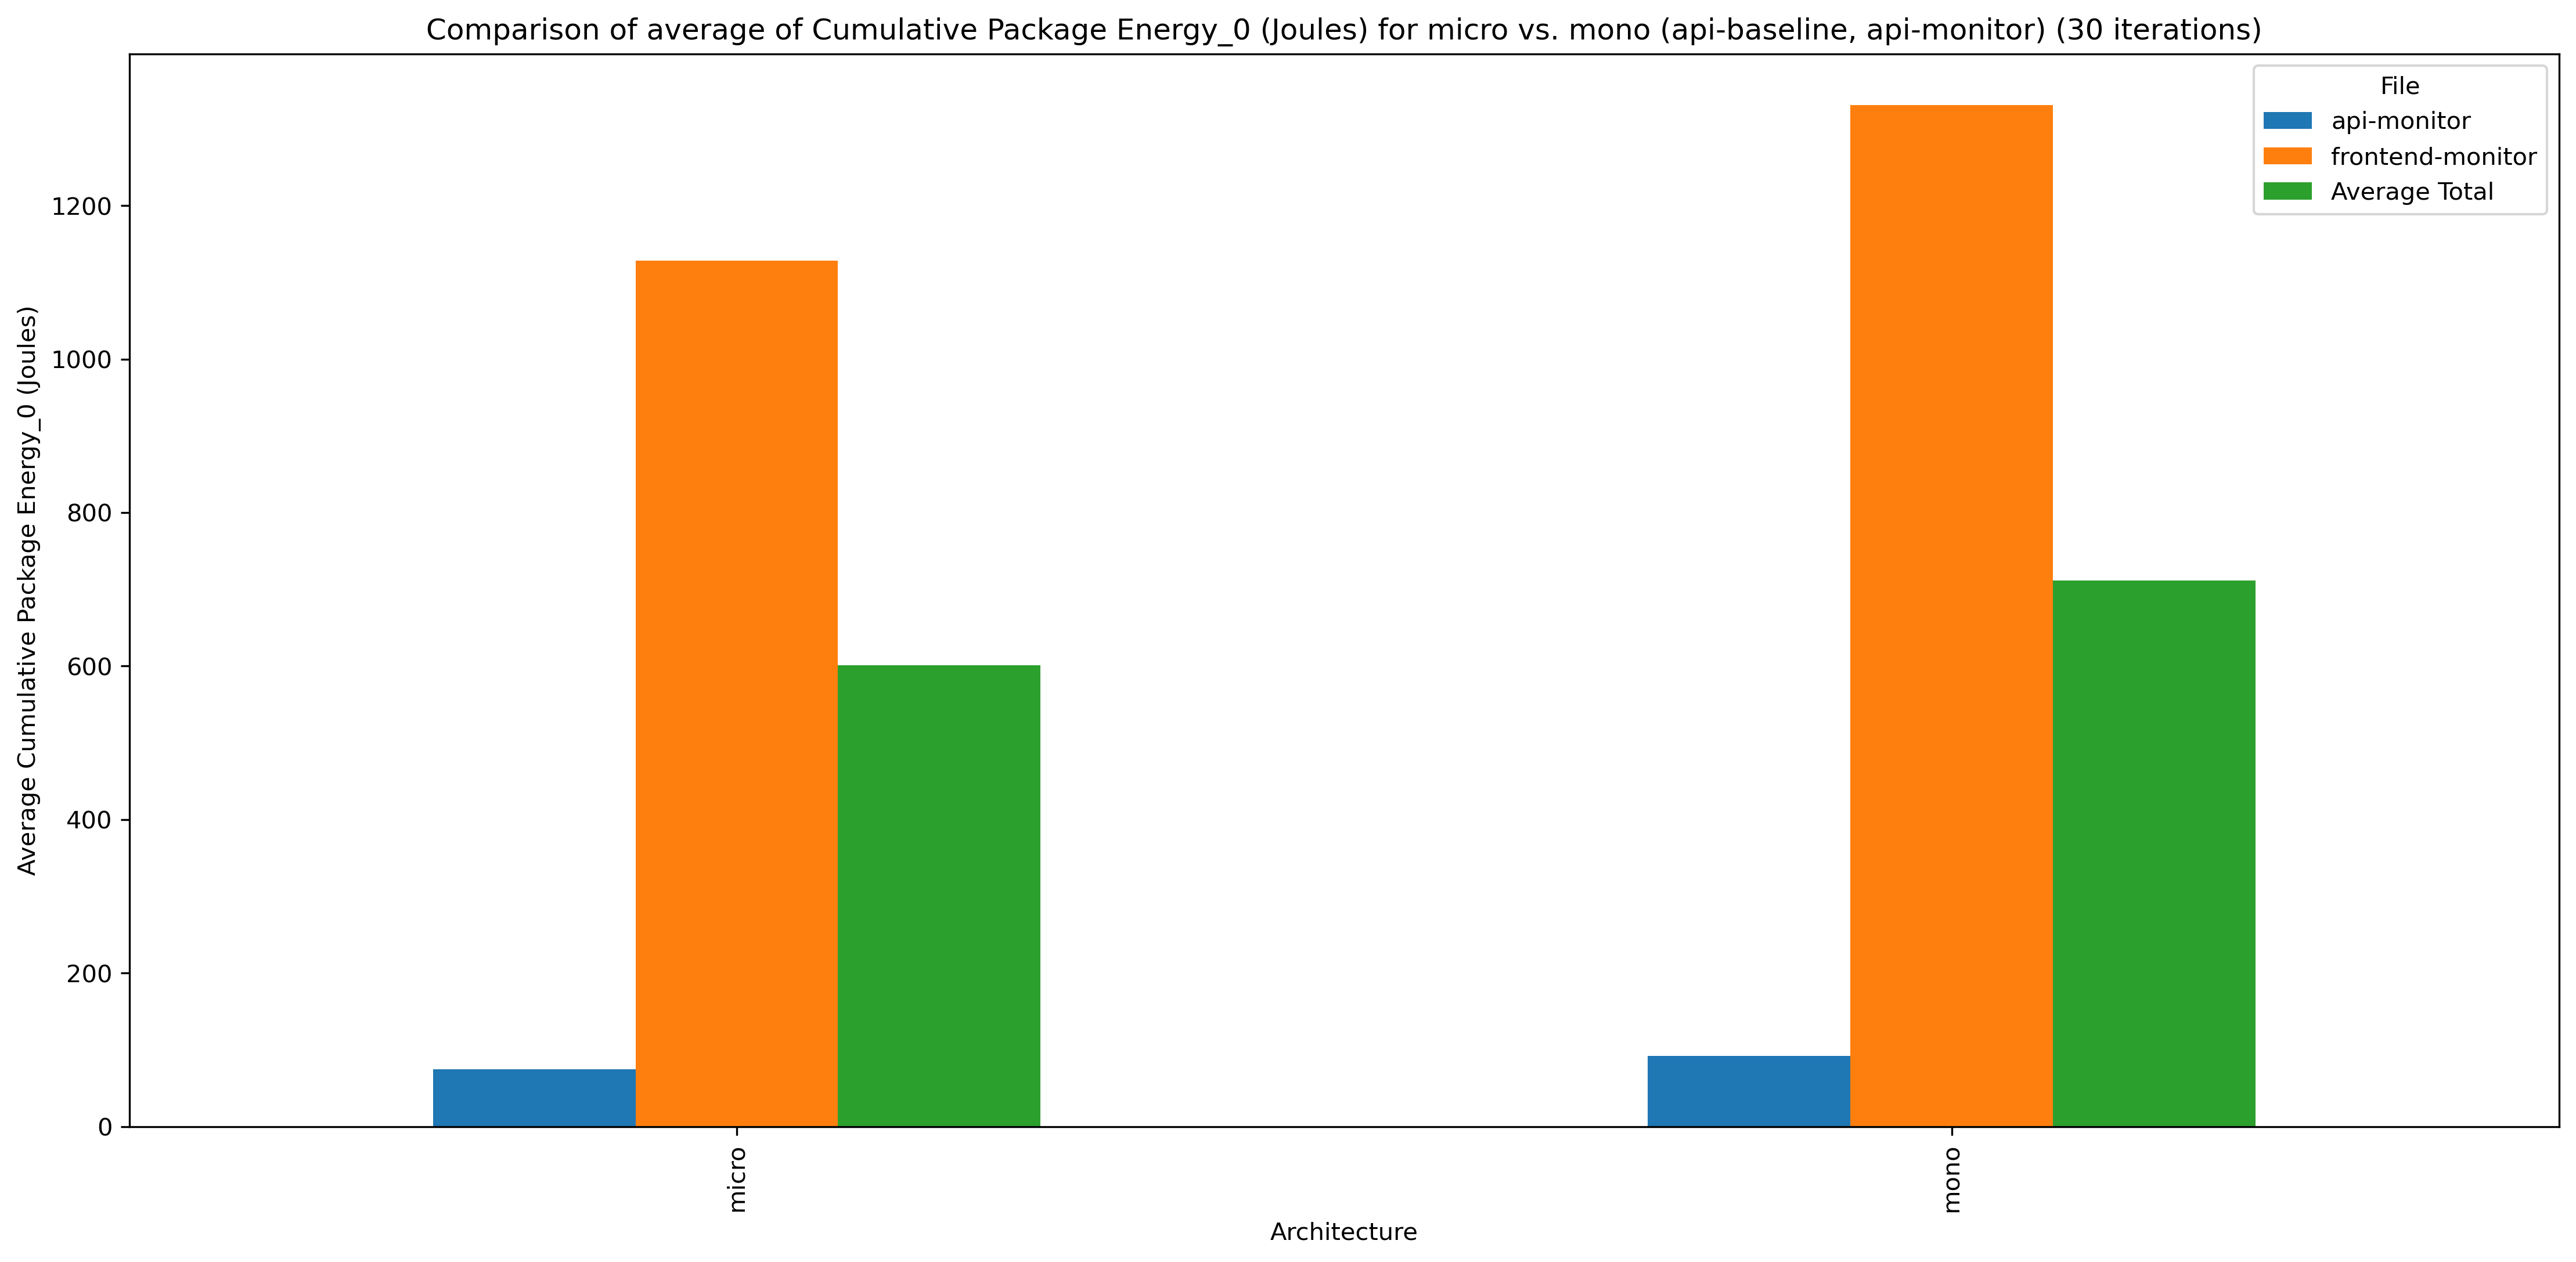 Comparison of average of Cumulative Package Energy_0 (Joules) for micro vs. mono (api-baseline, api-monitor) (30 iterations)
File
api-monitor
frontend-monitor
Average Total
Average Cumulative Package Energy_0 (Joules)
1200
1000
800
600
400
200
0
micro
mono
Architecture